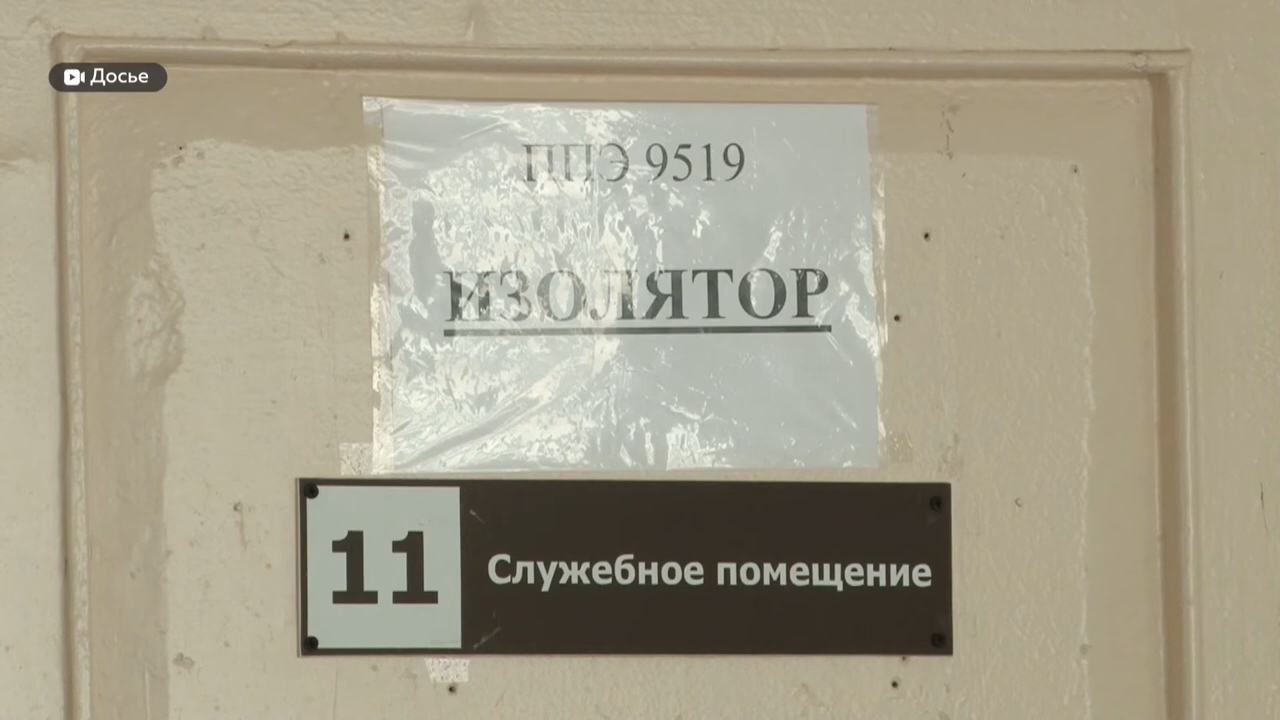 Досье
ППЭ 9519
ИЗОЛЯТОР
11
Служебное помещение